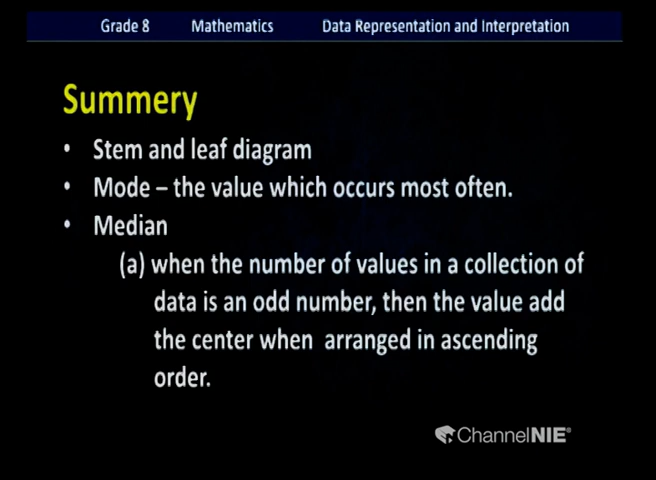 Grade 8 Mathematics Data Representation and Interpretation
Summery
• Stem and leaf diagram
• Mode – the value which occurs most often.
• Median
(a) when the number of values in a collection of
data is an odd number, then the value add
the center when arranged in ascending
order.
ChannelNIE®